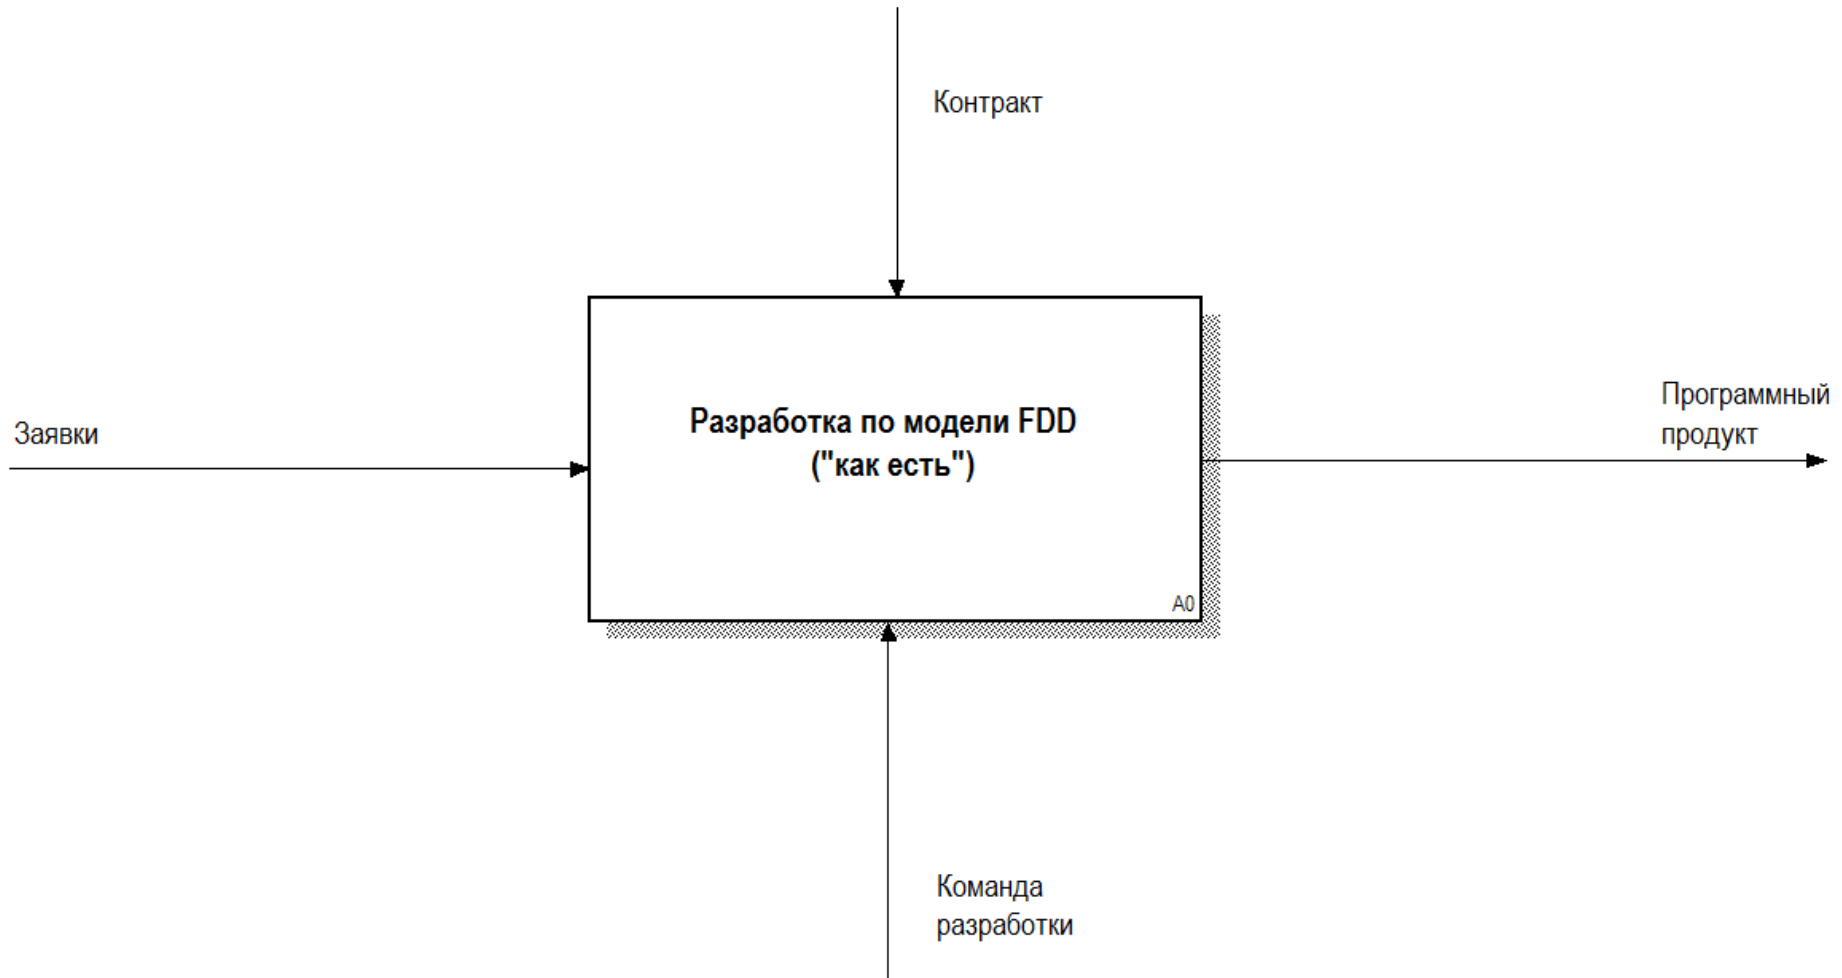 Контракт
Заявки
Разработка по модели FDD
("как есть")
Программный
продукт
A0
Команда
разработки